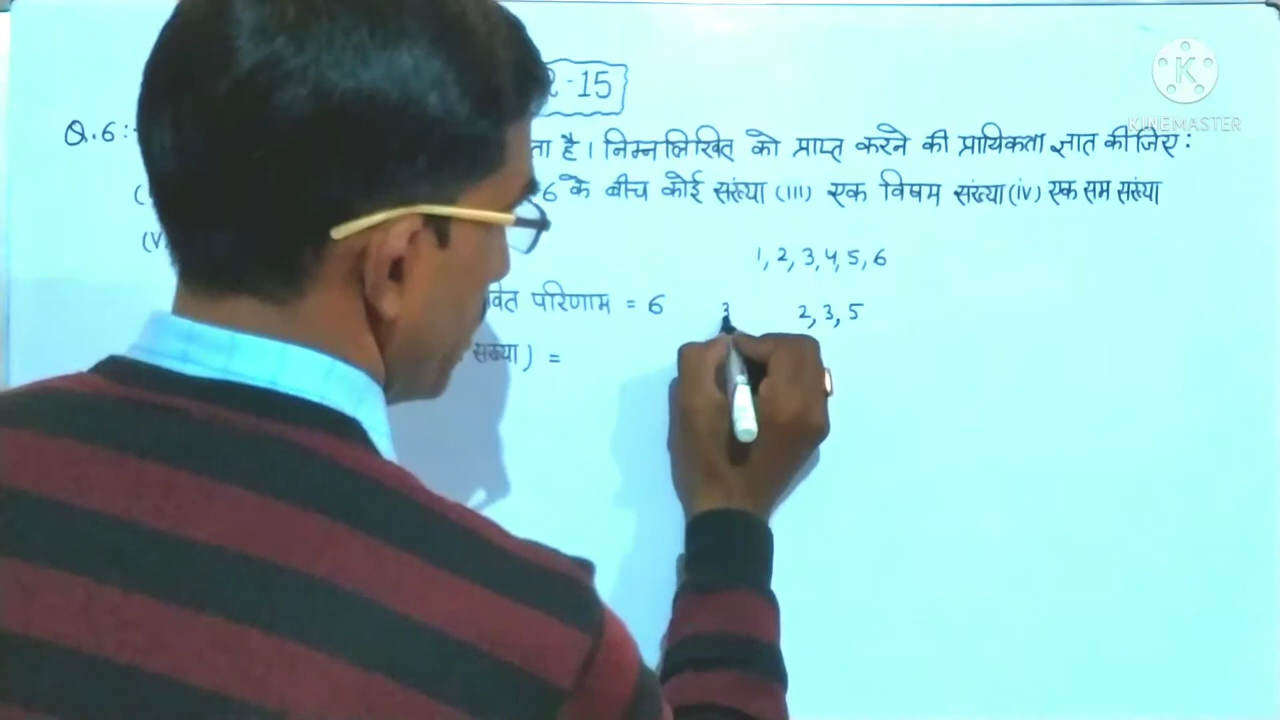 -15
Q.6:-
है। निम्नलिखित को प्राप्त करने की प्रायिकता ज्ञात कीजिए:
6 के बीच कोई संख्या (iii) एक विषम संख्या (iv) एक सम संख्या
(V
1, 2, 3, 4, 5, 6
परिणाम = 6
2, 3, 5
संख्या) =
3
K
KINEMASTER